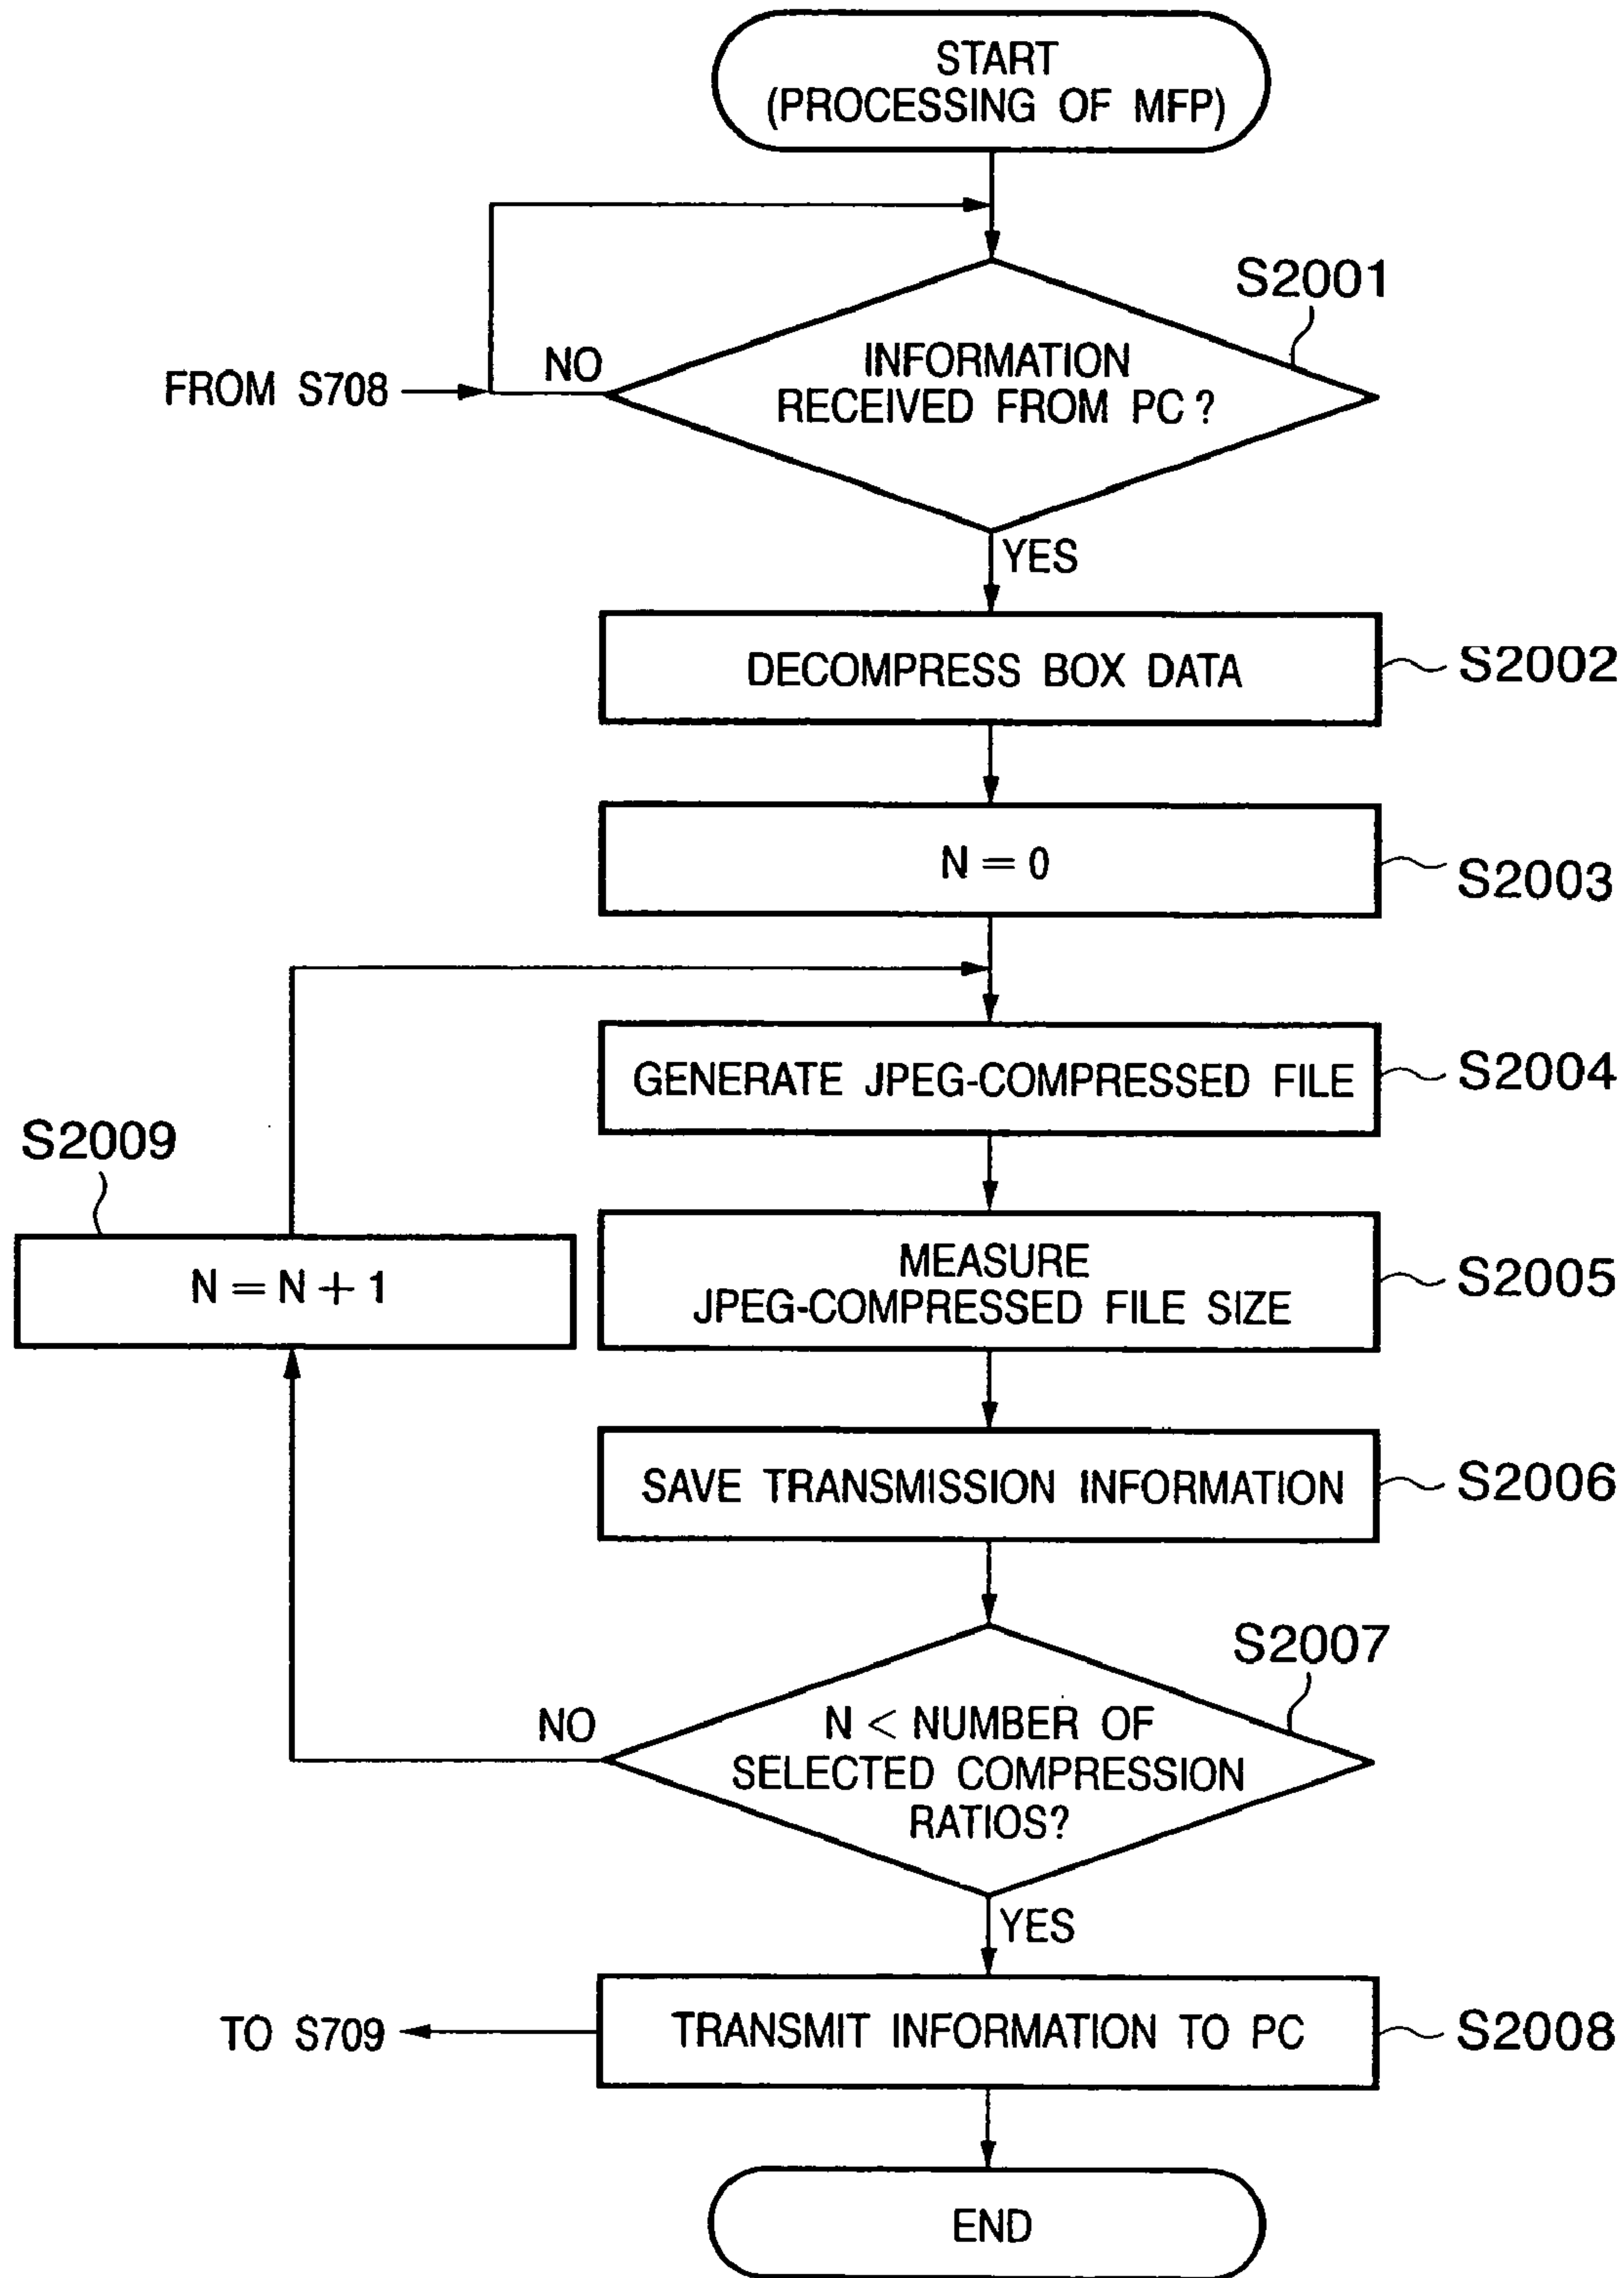 START
(PROCESSING OF MFP)
S2001
INFORMATION
RECEIVED FROM PC?
NO
FROM S708
YES
DECOMPRESS BOX DATA
S2002
N = 0
S2003
GENERATE JPEG-COMPRESSED FILE
S2004
S2009
N = N + 1
MEASURE
JPEG-COMPRESSED FILE SIZE
S2005
SAVE TRANSMISSION INFORMATION
S2006
S2007
NO
N < NUMBER OF
SELECTED COMPRESSION
RATIOS?
YES
TO S709
TRANSMIT INFORMATION TO PC
S2008
END